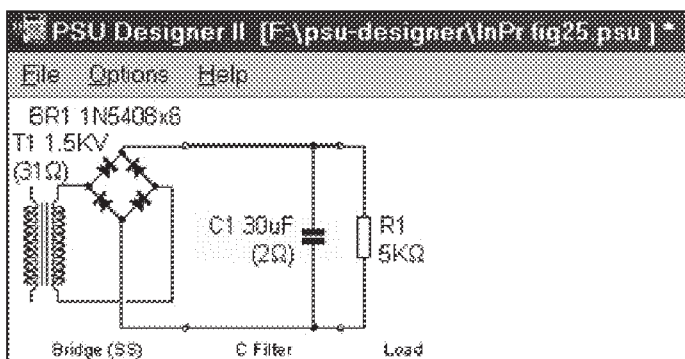 PSU Designer II [F:\psu-designer\InPr fig25 psu ] *
File Options Help
BR1 1N5408x6
T1 1.5KV
(31Ω)
C1 30uF
(2Ω)
R1
5KΩ
Bridge (SS)
C Filter
Load